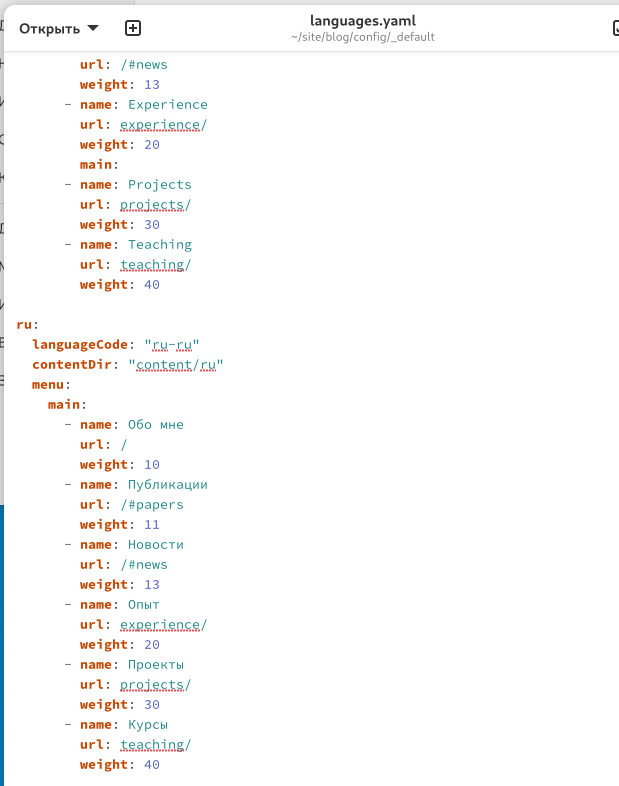 Открыть
languages.yaml
~/site/blog/config/_default
url: /#news
weight: 13
- name: Experience
url: experience/
weight: 20
main:
- name: Projects
url: projects/
weight: 30
- name: Teaching
url: teaching/
weight: 40
ru:
languageCode: "ru-ru"
contentDir: "content/ru"
menu:
main:
- name: Обо мне
url: /
weight: 10
- name: Публикации
url: /#papers
weight: 11
- name: Новости
url: /#news
weight: 13
- name: Опыт
url: experience/
weight: 20
- name: Проекты
url: projects/
weight: 30
- name: Курсы
url: teaching/
weight: 40